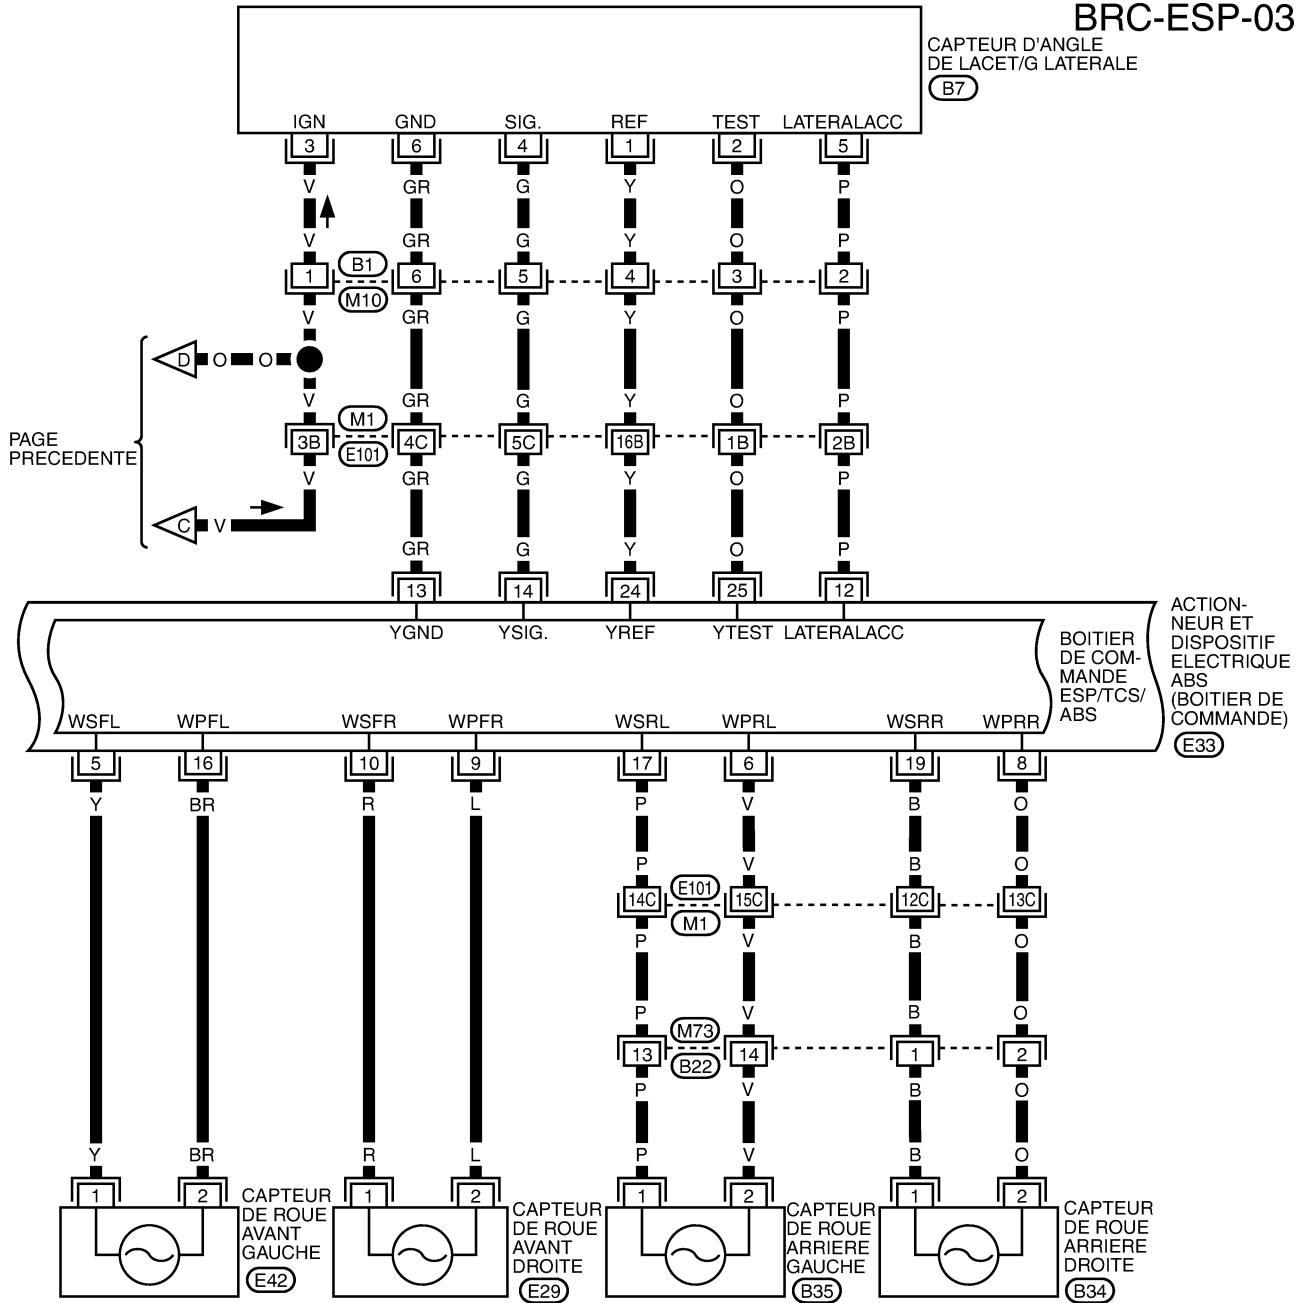 BRC-ESP-03
CAPTEUR D'ANGLE
DE LACET/G LATERALE
B7
IGN GND SIG. REF TEST LATERALACC
3 6 4 1 2 5
V GR G Y O P
V GR G Y O P
B1
1 6 5 4 3 2
M10
V GR G Y O P
D O O
V GR G Y O P
M1
3B 4C 5C 16B 1B 2B
E101
PAGE
PRECEDENTE
V GR G Y O P
C V
GR G Y O P
13 14 24 25 12
YGND YSIG. YREF YTEST LATERALACC
BOITIER
DE COM-
MANDE
ESP/TCS/
ABS
ACTION-
NEUR ET
DISPOSITIF
ELECTRIQUE
ABS
(BOITIER DE
COMMANDE)
E33
WSFL WPFL WSFR WPFR WSRL WPRL WSRR WPRR
5 16 10 9 17 6 19 8
Y BR R L P V B O
P V B O
E101
14C 15C 12C 13C
M1
P V B O
P V B O
M73
13 14 1 2
B22
P V B O
Y BR R L P V B O
1 2 1 2 1 2 1 2
CAPTEUR
DE ROUE
AVANT
GAUCHE
E42
CAPTEUR
DE ROUE
AVANT
DROITE
E29
CAPTEUR
DE ROUE
ARRIERE
GAUCHE
B35
CAPTEUR
DE ROUE
ARRIERE
DROITE
B34